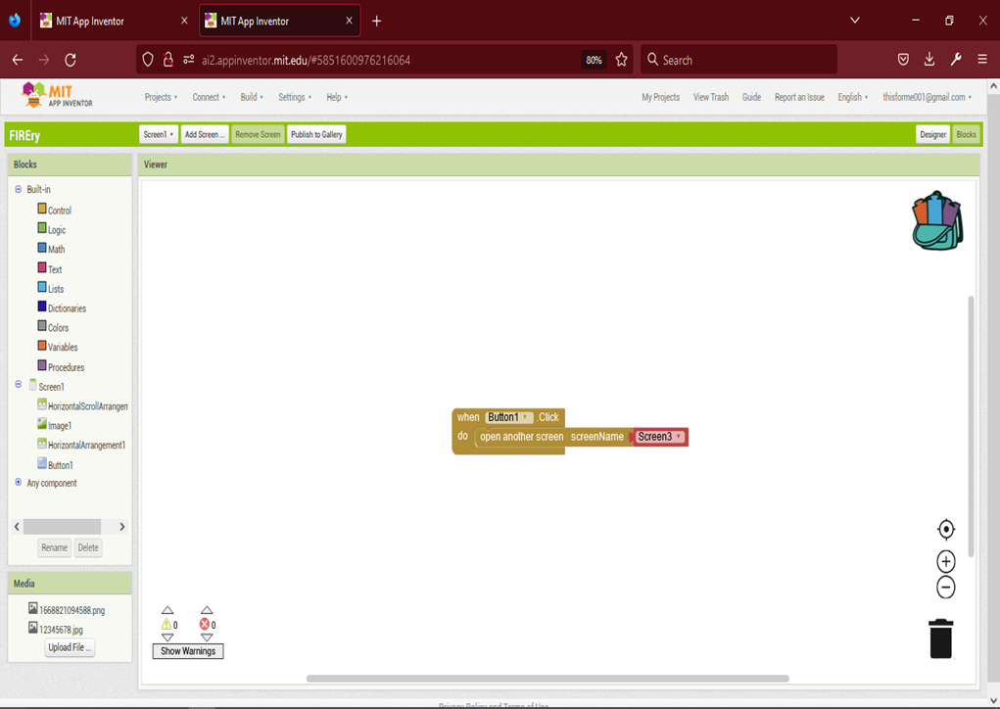 MIT App Inventor
MIT App Inventor
ai2.appinventor.mit.edu/#5851600976216064
80%
Search
MIT
APP INVENTOR
Projects Connect Build Settings Help My Projects View Trash Guide Report an Issue English thisforme001@gmail.com
FIREry
Screen1 Add Screen ... Remove Screen Publish to Gallery Designer Blocks
Blocks
Built-in
Control
Logic
Math
Text
Lists
Dictionaries
Colors
Variables
Procedures
Screen1
HorizontalScrollArrangem
Image1
HorizontalArrangement1
Button1
Any component
Rename Delete
Media
1668821094588.png
12345678.jpg
Upload File ...
Viewer
when Button1 .Click
do open another screen screenName Screen3
0 0
Show Warnings
Privacy Policy and Terms of Use